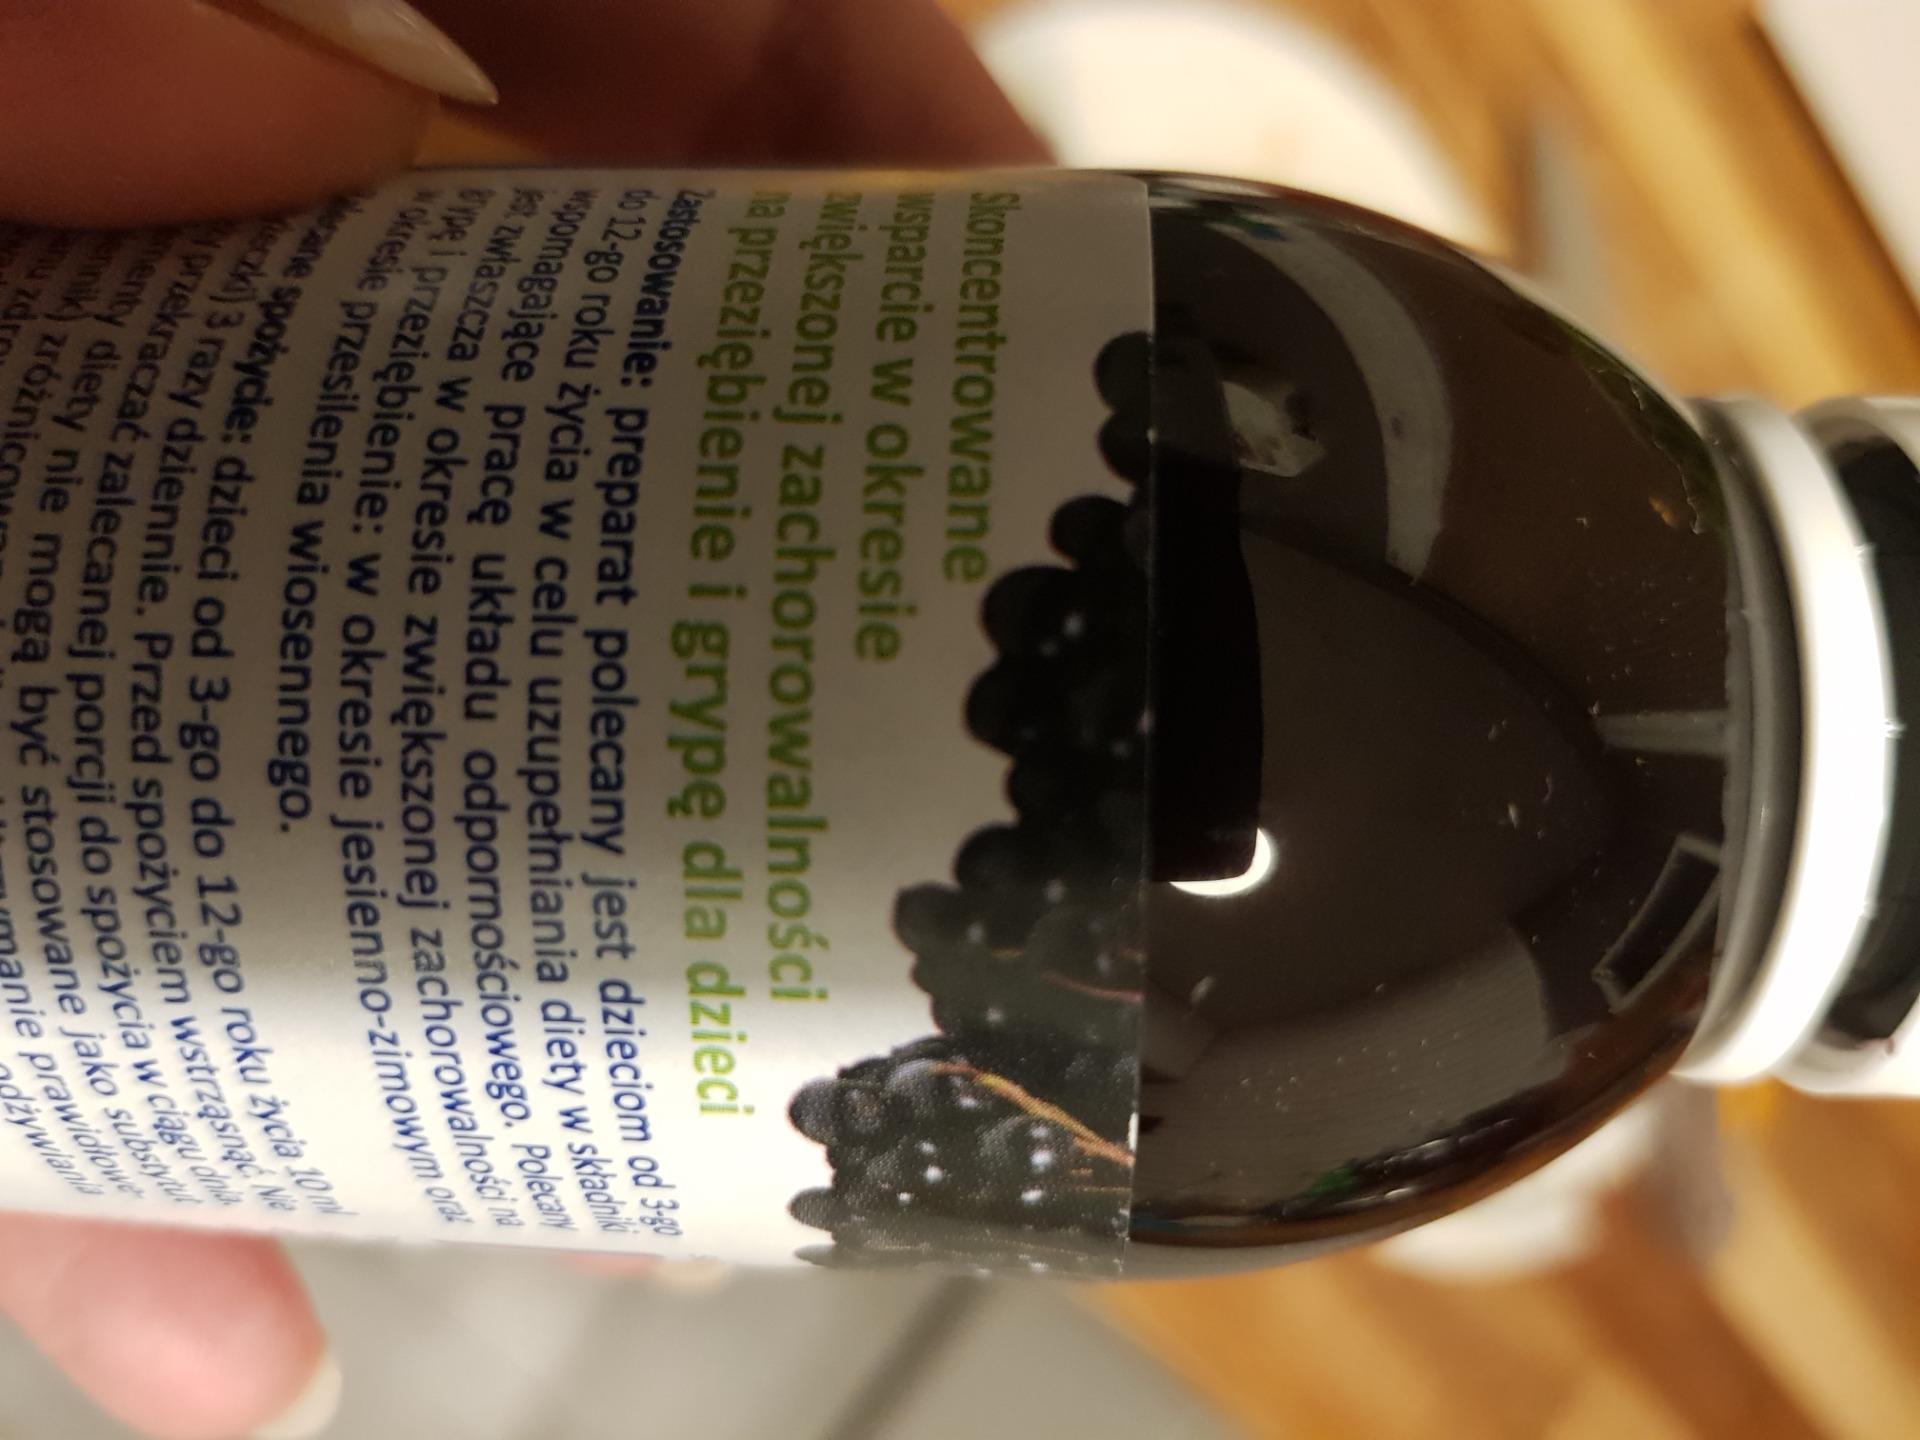 Skoncentrowane
wsparcie w okresie
zwiększonej zachorowalności
na przeziębienie i grypę dla dzieci
Zastosowanie: preparat polecany jest dzieciom od 3-go
do 12-go roku życia w celu uzupełniania diety w składniki
wspomagające pracę układu odpornościowego. Polecany
jest zwłaszcza w okresie zwiększonej zachorowalności na
grypę i przeziębienie: w okresie jesienno-zimowym oraz
w okresie przesilenia wiosennego.
spożycie: dzieci od 3-go do 12-go roku życia 10 ml
3 razy dziennie. Przed spożyciem wstrząsnąć. Nie
przekraczać zalecanej porcji do spożycia w ciągu dnia.
diety nie mogą być stosowane jako substytut
prawidłowe